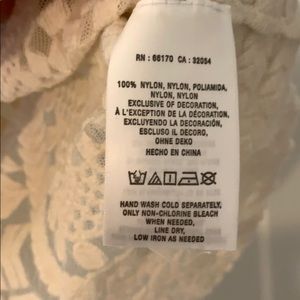 RN : 66170 CA : 32054
100% NYLON, NYLON, POLIAMIDA,
NYLON, NYLON
EXCLUSIVE OF DECORATION,
À L'EXCEPTION DE LA DÉCORATION,
EXCLUYENDO LA DECORACIÓN,
ESCLUSO IL DECORO,
OHNE DEKO
HECHO EN CHINA
HAND WASH COLD SEPARATELY,
ONLY NON-CHLORINE BLEACH
WHEN NEEDED,
LINE DRY,
LOW IRON AS NEEDED